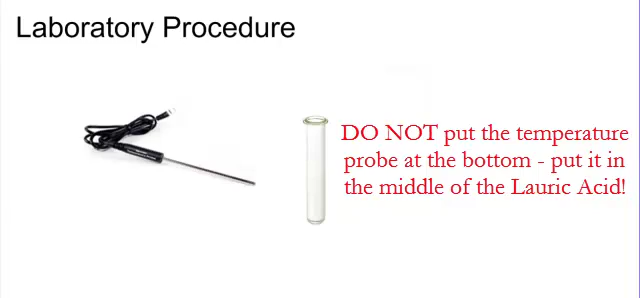 Laboratory Procedure
DO NOT put the temperature
probe at the bottom - put it in
the middle of the Lauric Acid!